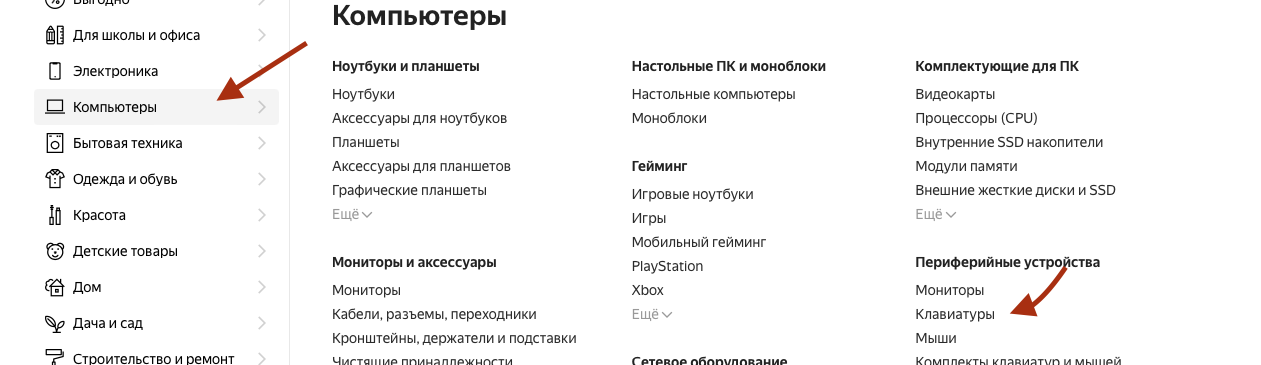 Выгодно
Для школы и офиса
Электроника
Компьютеры
Бытовая техника
Одежда и обувь
Красота
Детские товары
Дом
Дача и сад
Строительство и ремонт
Компьютеры
Ноутбуки и планшеты
Ноутбуки
Аксессуары для ноутбуков
Планшеты
Аксессуары для планшетов
Графические планшеты
Ещё
Мониторы и аксессуары
Мониторы
Кабели, разъемы, переходники
Кронштейны, держатели и подставки
Чистящие принадлежности
Настольные ПК и моноблоки
Настольные компьютеры
Моноблоки
Гейминг
Игровые ноутбуки
Игры
Мобильный гейминг
PlayStation
Xbox
Ещё
Сетевое оборудование
Комплектующие для ПК
Видеокарты
Процессоры (CPU)
Внутренние SSD накопители
Модули памяти
Внешние жесткие диски и SSD
Ещё
Периферийные устройства
Мониторы
Клавиатуры
Мыши
Комплекты клавиатур и мышей